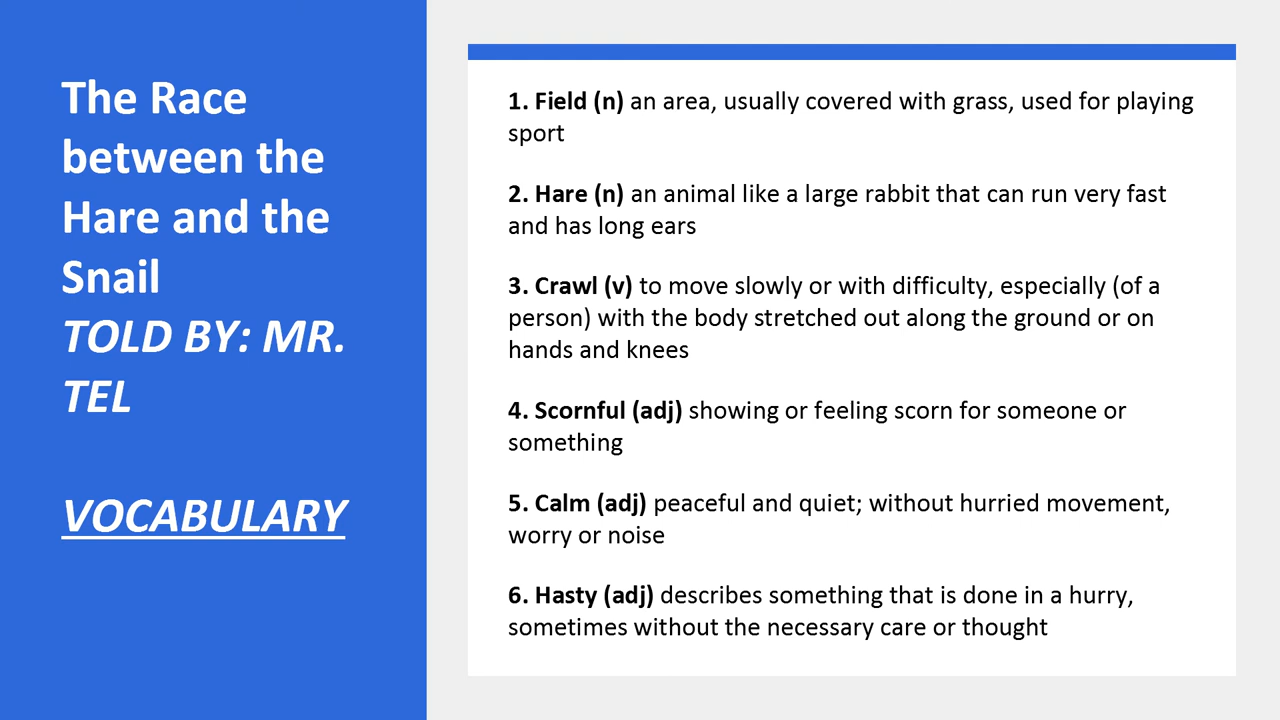 The Race
between the
Hare and the
Snail
TOLD BY: MR.
TEL
VOCABULARY
1. Field (n) an area, usually covered with grass, used for playing
sport
2. Hare (n) an animal like a large rabbit that can run very fast
and has long ears
3. Crawl (v) to move slowly or with difficulty, especially (of a
person) with the body stretched out along the ground or on
hands and knees
4. Scornful (adj) showing or feeling scorn for someone or
something
5. Calm (adj) peaceful and quiet; without hurried movement,
worry or noise
6. Hasty (adj) describes something that is done in a hurry,
sometimes without the necessary care or thought